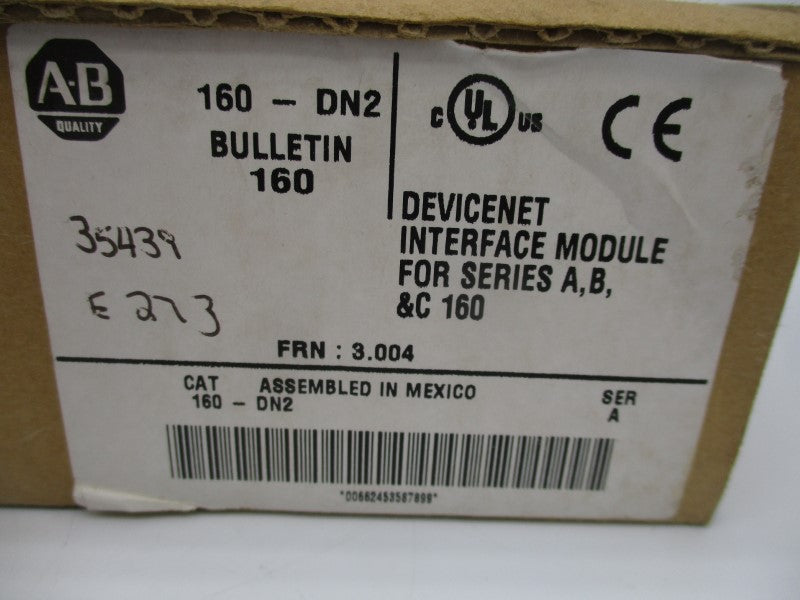 A-B
QUALITY
160 - DN2
BULLETIN
160
C UL US
CE
DEVICENET
INTERFACE MODULE
FOR SERIES A,B,
&C 160
35439
E 273
FRN : 3.004
CAT ASSEMBLED IN MEXICO
160 - DN2
SER
A
*00662453587899*